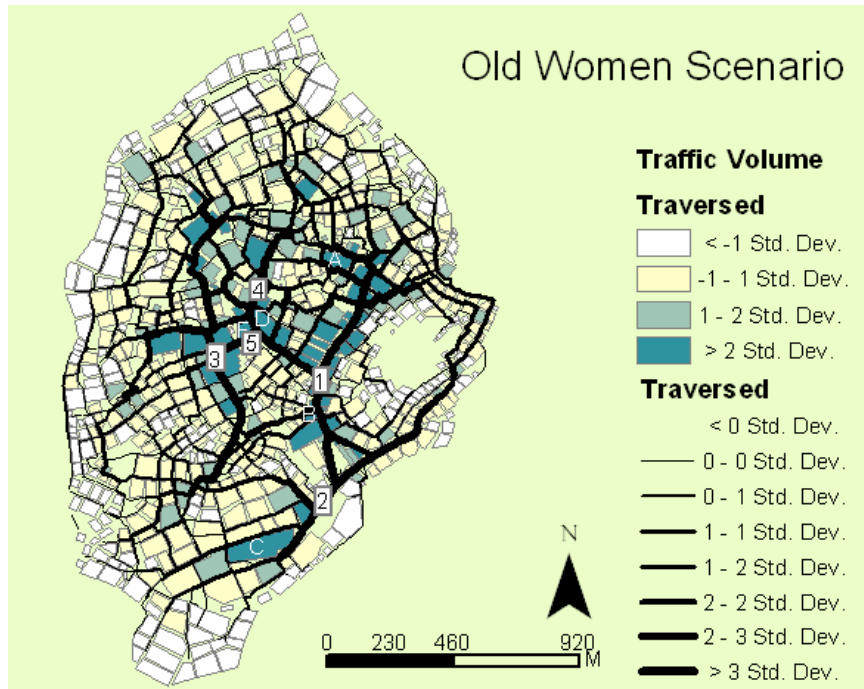 Old Women Scenario
Traffic Volume
Traversed
< -1 Std. Dev.
-1 - 1 Std. Dev.
1 - 2 Std. Dev.
> 2 Std. Dev.
Traversed
< 0 Std. Dev.
0 - 0 Std. Dev.
0 - 1 Std. Dev.
1 - 1 Std. Dev.
1 - 2 Std. Dev.
2 - 2 Std. Dev.
2 - 3 Std. Dev.
> 3 Std. Dev.
A
4
D
5
3
1
B
2
C
N
0 230 460 920
M